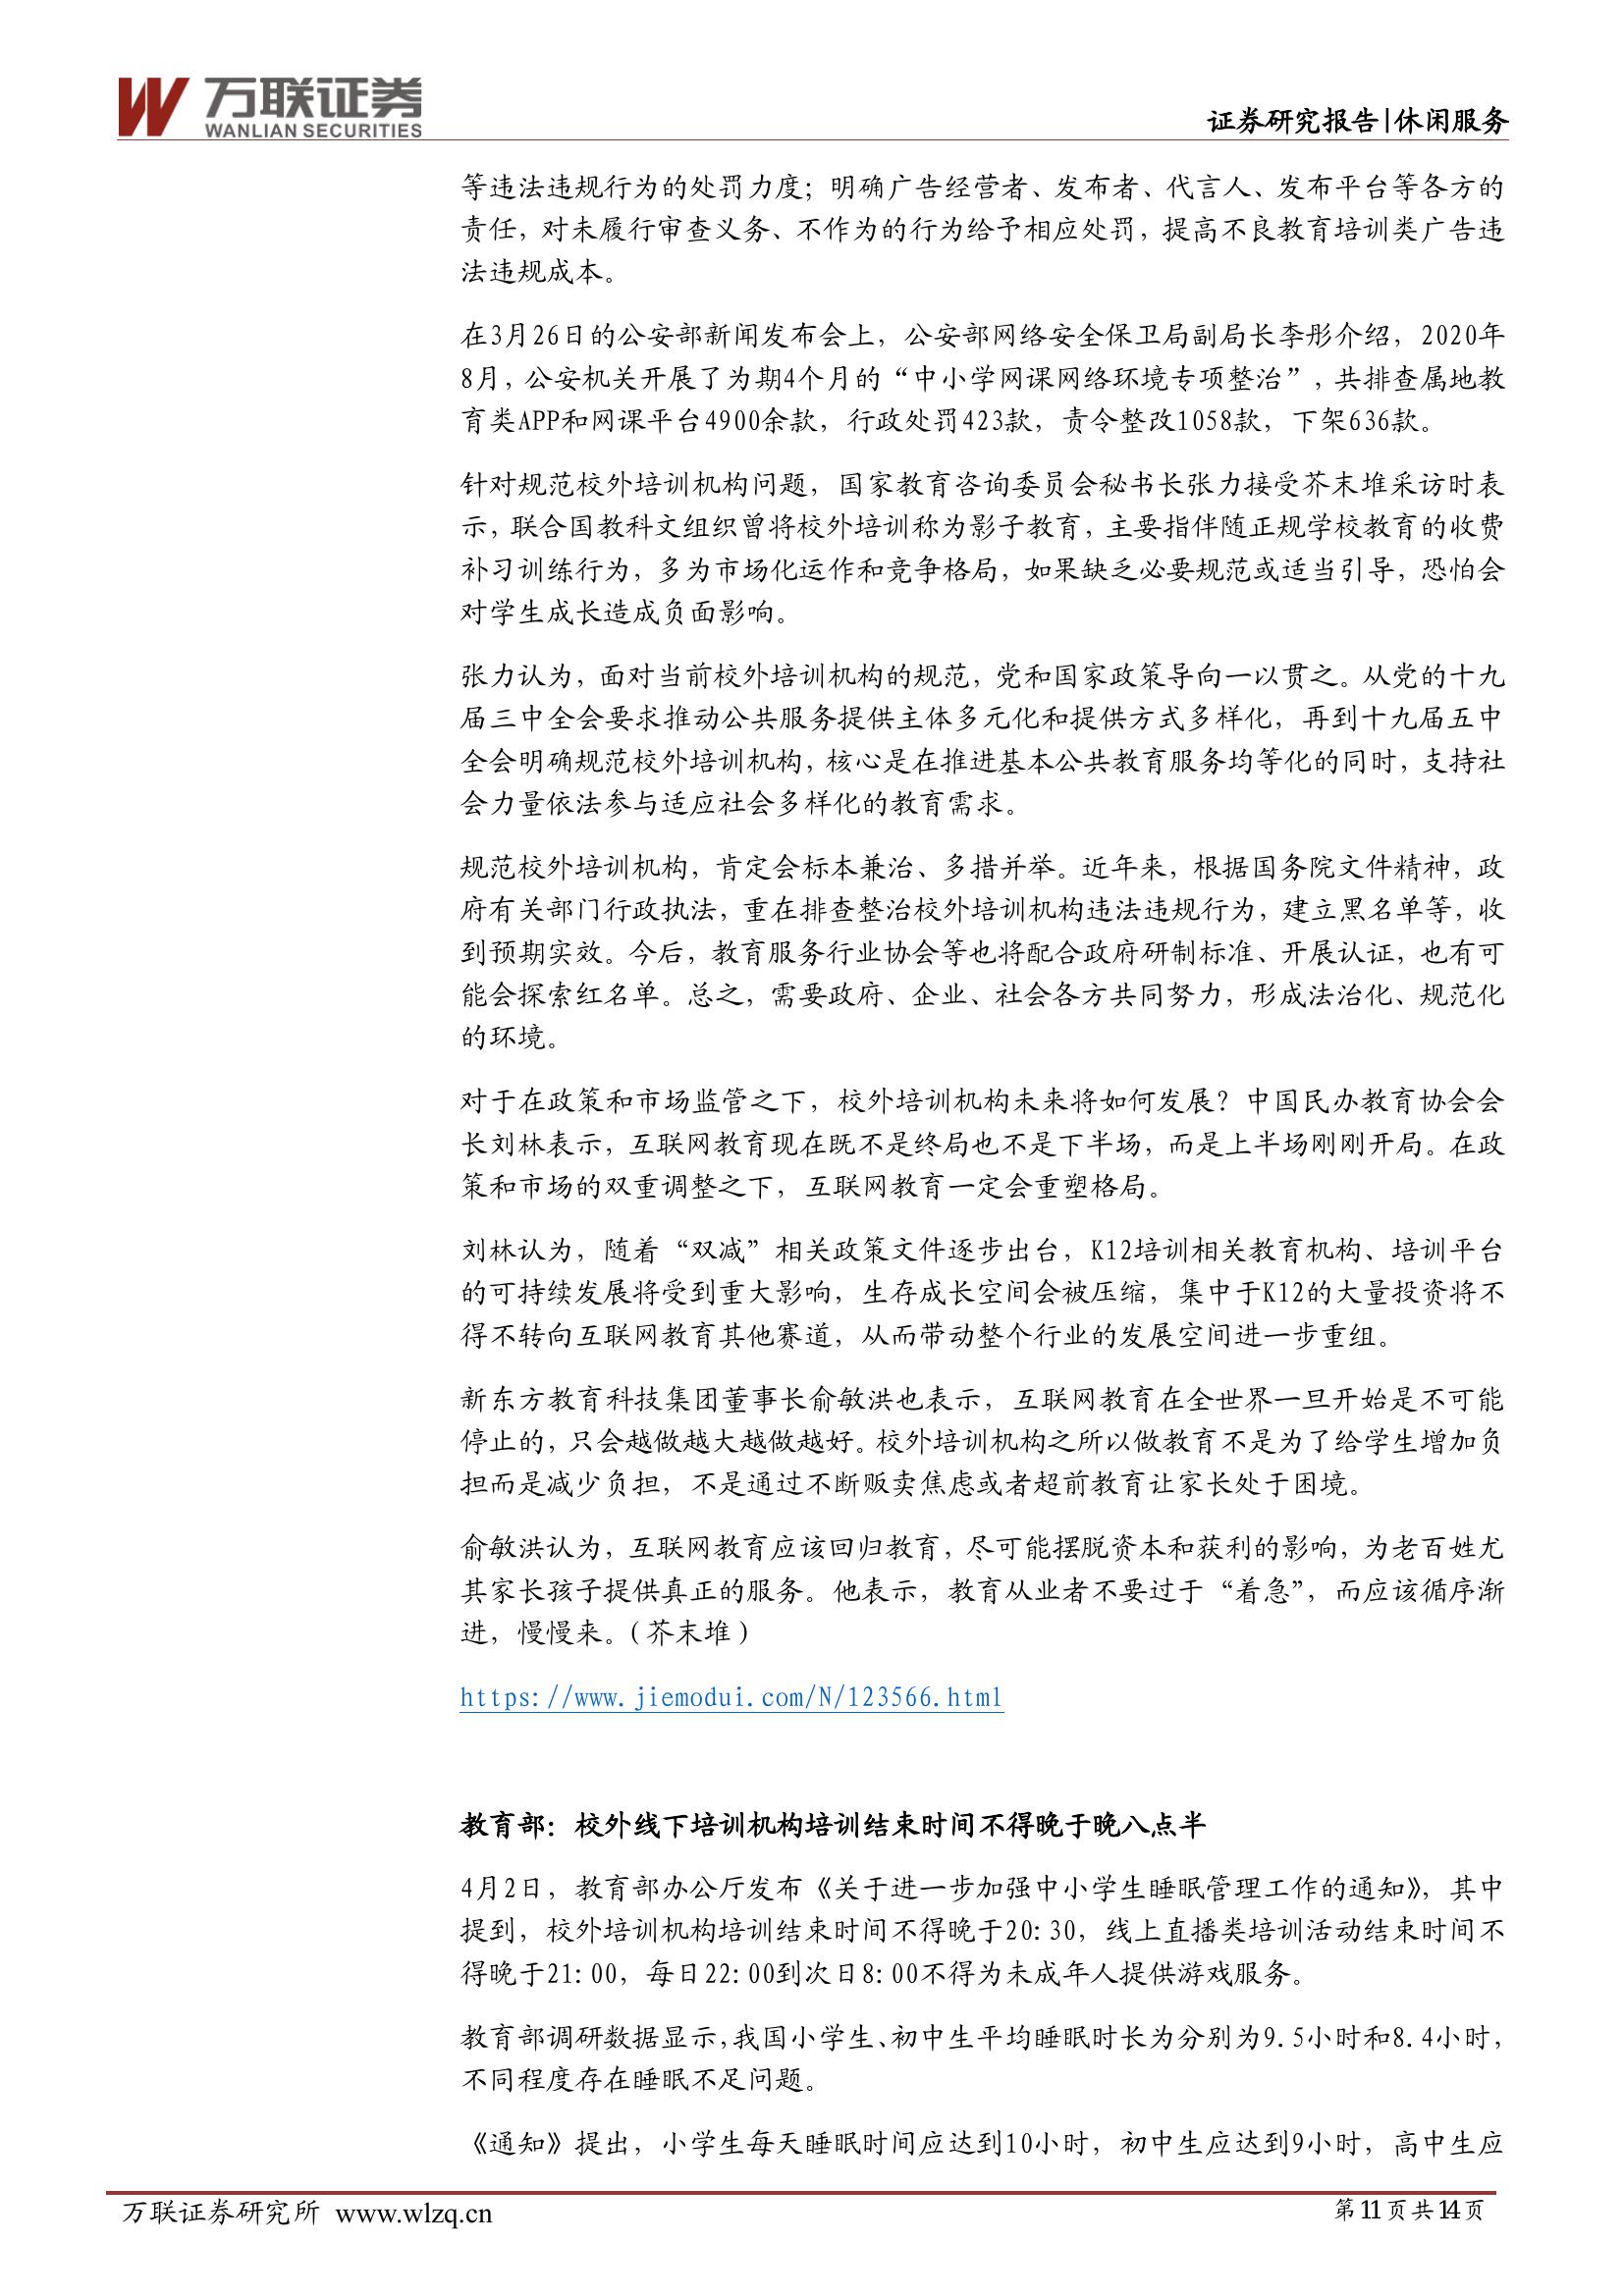 万联证券
WANLIAN SECURITIES
证券研究报告|休闲服务
等违法违规行为的处罚力度；明确广告经营者、发布者、代言人、发布平台等各方的
责任，对未履行审查义务、不作为的行为给予相应处罚，提高不良教育培训类广告违
法违规成本。
在3月26日的公安部新闻发布会上，公安部网络安全保卫局副局长李彤介绍，2020年
8月，公安机关开展了为期4个月的“中小学网课网络环境专项整治”，共排查属地教
育类APP和网课平台4900余款，行政处罚423款，责令整改1058款，下架636款。
针对规范校外培训机构问题，国家教育咨询委员会秘书长张力接受芥末堆采访时表
示，联合国教科文组织曾将校外培训称为影子教育，主要指伴随正规学校教育的收费
补习训练行为，多为市场化运作和竞争格局，如果缺乏必要规范或适当引导，恐怕会
对学生成长造成负面影响。
张力认为，面对当前校外培训机构的规范，党和国家政策导向一以贯之。从党的十九
届三中全会要求推动公共服务提供主体多元化和提供方式多样化，再到十九届五中
全会明确规范校外培训机构，核心是在推进基本公共教育服务均等化的同时，支持社
会力量依法参与适应社会多样化的教育需求。
规范校外培训机构，肯定会标本兼治、多措并举。近年来，根据国务院文件精神，政
府有关部门行政执法，重在排查整治校外培训机构违法违规行为，建立黑名单等，收
到预期实效。今后，教育服务行业协会等也将配合政府研制标准、开展认证，也有可
能会探索红名单。总之，需要政府、企业、社会各方共同努力，形成法治化、规范化
的环境。
对于在政策和市场监管之下，校外培训机构未来将如何发展？中国民办教育协会会
长刘林表示，互联网教育现在既不是终局也不是下半场，而是上半场刚刚开局。在政
策和市场的双重调整之下，互联网教育一定会重塑格局。
刘林认为，随着“双减”相关政策文件逐步出台，K12培训相关教育机构、培训平台
的可持续发展将受到重大影响，生存成长空间会被压缩，集中于K12的大量投资将不
得不转向互联网教育其他赛道，从而带动整个行业的发展空间进一步重组。
新东方教育科技集团董事长俞敏洪也表示，互联网教育在全世界一旦开始是不可能
停止的，只会越做越大越做越好。校外培训机构之所以做教育不是为了给学生增加负
担而是减少负担，不是通过不断贩卖焦虑或者超前教育让家长处于困境。
俞敏洪认为，互联网教育应该回归教育，尽可能摆脱资本和获利的影响，为老百姓尤
其家长孩子提供真正的服务。他表示，教育从业者不要过于“着急”，而应该循序渐
进，慢慢来。（芥末堆）
https://www.jiemodui.com/N/123566.html
教育部：校外线下培训机构培训结束时间不得晚于晚八点半
4月2日，教育部办公厅发布《关于进一步加强中小学生睡眠管理工作的通知》，其中
提到，校外培训机构培训结束时间不得晚于20:30，线上直播类培训活动结束时间不
得晚于21:00，每日22:00到次日8:00不得为未成年人提供游戏服务。
教育部调研数据显示，我国小学生、初中生平均睡眠时长为分别为9.5小时和8.4小时，
不同程度存在睡眠不足问题。
《通知》提出，小学生每天睡眠时间应达到10小时，初中生应达到9小时，高中生应
万联证券研究所 www.wlzq.cn
第11页共14页